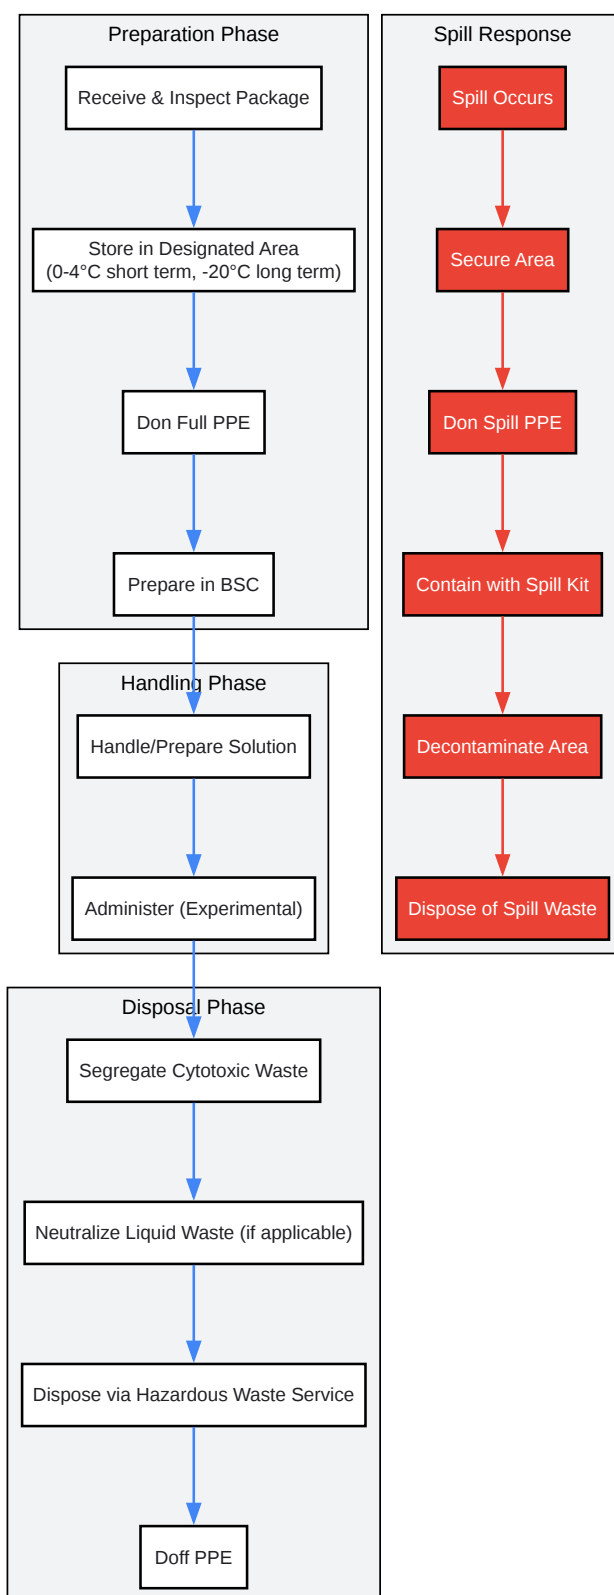 Preparation Phase
Receive & Inspect Package
Store in Designated Area
(0-4°C short term, -20°C long term)
Don Full PPE
Prepare in BSC
Handling Phase
Handle/Prepare Solution
Administer (Experimental)
Disposal Phase
Segregate Cytotoxic Waste
Neutralize Liquid Waste (if applicable)
Dispose via Hazardous Waste Service
Doff PPE
Spill Response
Spill Occurs
Secure Area
Don Spill PPE
Contain with Spill Kit
Decontaminate Area
Dispose of Spill Waste